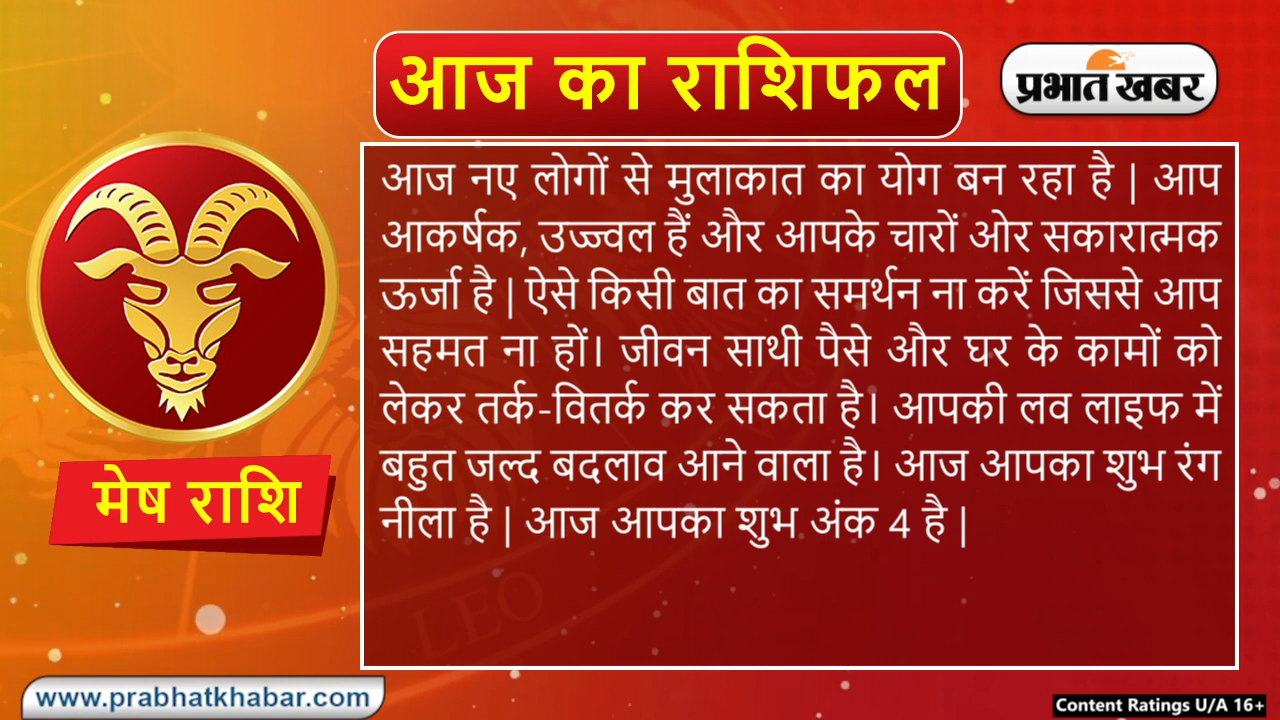 आज का राशिफल
प्रभात खबर
आज नए लोगों से मुलाकात का योग बन रहा है | आप
आकर्षक, उज्ज्वल हैं और आपके चारों ओर सकारात्मक
ऊर्जा है | ऐसे किसी बात का समर्थन ना करें जिससे आप
सहमत ना हों। जीवन साथी पैसे और घर के कामों को
लेकर तर्क-वितर्क कर सकता है। आपकी लव लाइफ में
बहुत जल्द बदलाव आने वाला है। आज आपका शुभ रंग
नीला है | आज आपका शुभ अंक 4 है |
मेष राशि
LEO
www.prabhatkhabar.com
Content Ratings U/A 16+